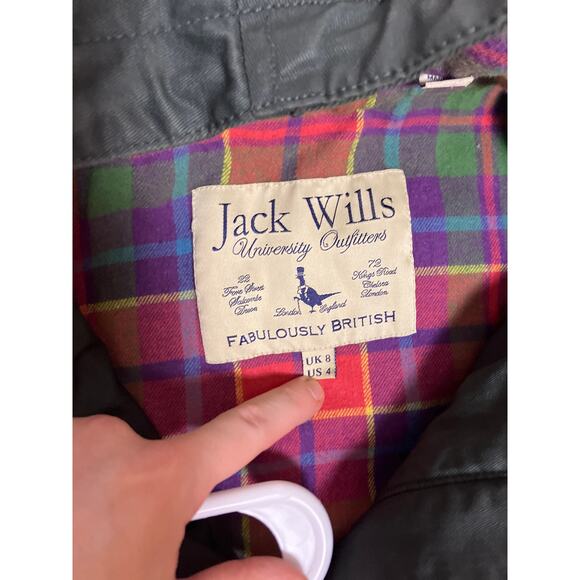 Jack Wills
University Outfitters
22
Fore Street
Salcombe
Devon
72
Kings Road
Chelsea
London
London England
FABULOUSLY BRITISH
UK 8
US 4